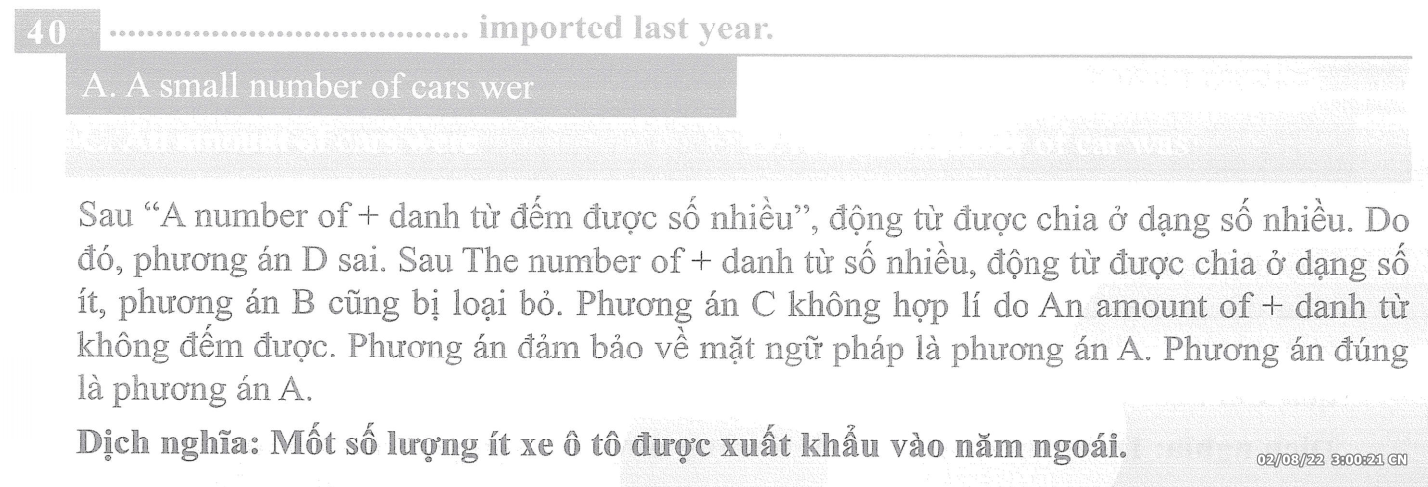 40 ...................................... imported last year.
A. A small number of cars wer
C. An amount of cars were of car was
Sau “A number of + danh từ đếm được số nhiều”, động từ được chia ở dạng số nhiều. Do
đó, phương án D sai. Sau The number of + danh từ số nhiều, động từ được chia ở dạng số
ít, phương án B cũng bị loại bỏ. Phương án C không hợp lí do An amount of + danh từ
không đếm được. Phương án đảm bảo về mặt ngữ pháp là phương án A. Phương án đúng
là phương án A.
Dịch nghĩa: Mốt số lượng ít xe ô tô được xuất khẩu vào năm ngoái.
02/08/22 3:00:21 CN